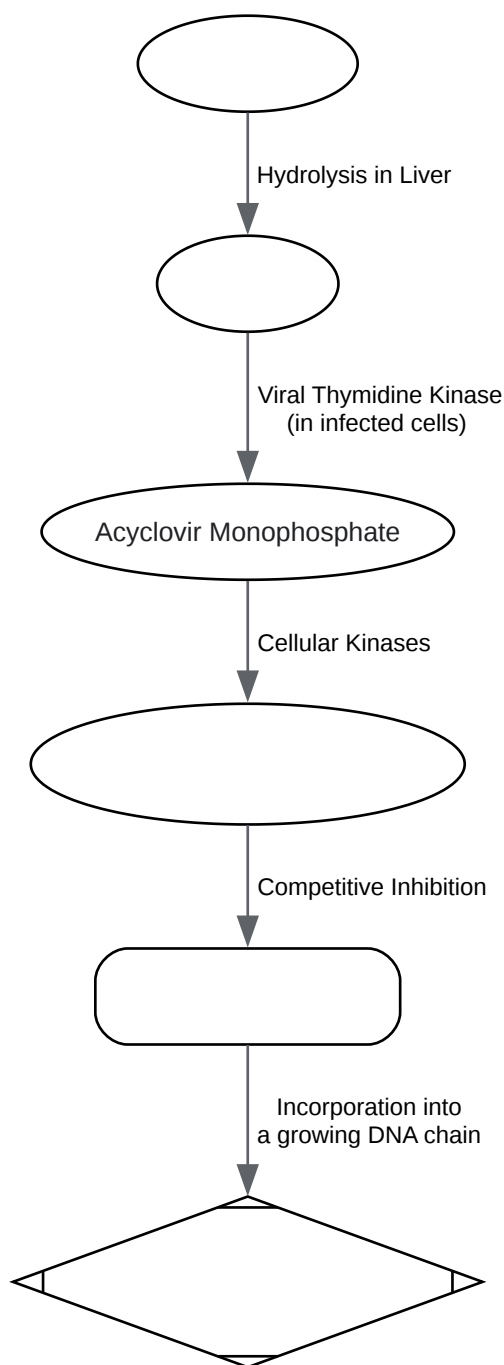 Hydrolysis in Liver
Viral Thymidine Kinase
(in infected cells)
Acyclovir Monophosphate
Cellular Kinases
Competitive Inhibition
Incorporation into
a growing DNA chain